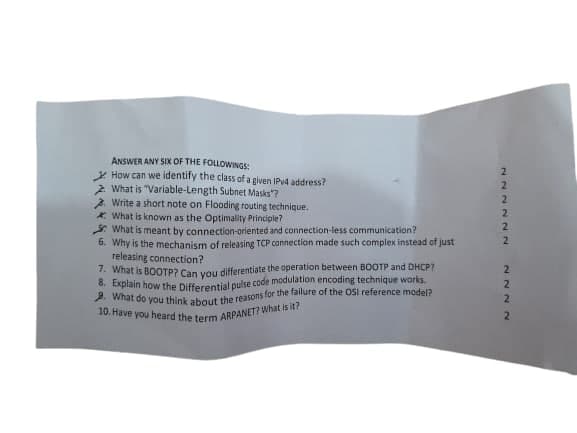 ANSWER ANY SIX OF THE FOLLOWINGS:
1. How can we identify the class of a given IPv4 address? 2
2. What is "Variable-Length Subnet Masks"? 2
3. Write a short note on Flooding routing technique. 2
4. What is known as the Optimality Principle? 2
5. What is meant by connection-oriented and connection-less communication? 2
6. Why is the mechanism of releasing TCP connection made such complex instead of just 2
releasing connection?
7. What is BOOTP? Can you differentiate the operation between BOOTP and DHCP? 2
8. Explain how the Differential pulse code modulation encoding technique works. 2
9. What do you think about the reasons for the failure of the OSI reference model? 2
10. Have you heard the term ARPANET? What is it? 2